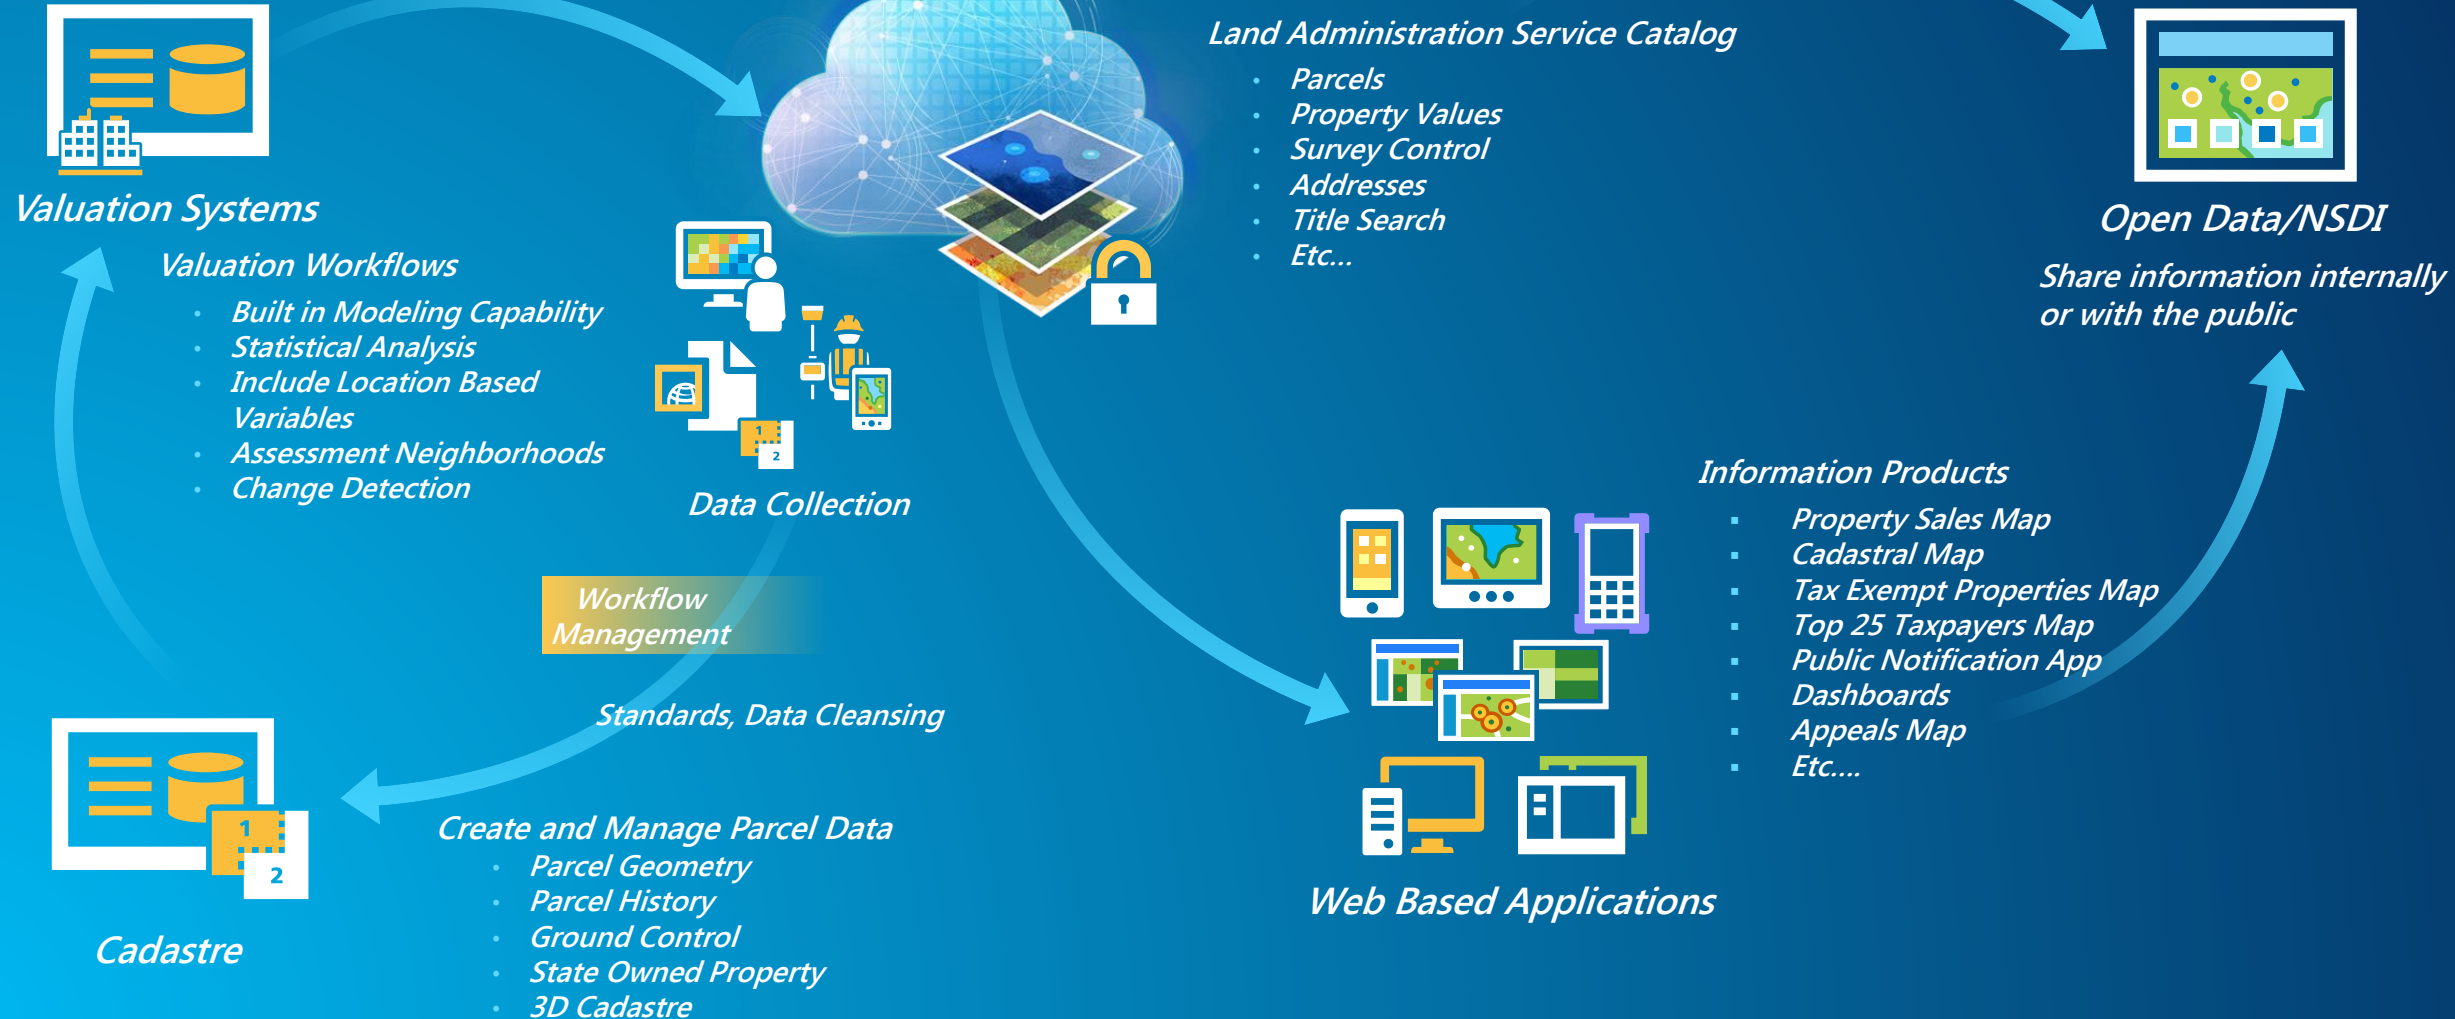 Valuation Systems
Valuation Workflows
Built in Modeling Capability
Statistical Analysis
Include Location Based
Variables
Assessment Neighborhoods
Change Detection
Data Collection
1
2
Workflow
Management
Standards, Data Cleansing
1
2
Cadastre
Create and Manage Parcel Data
Parcel Geometry
Parcel History
Ground Control
State Owned Property
3D Cadastre
Land Administration Service Catalog
Parcels
Property Values
Survey Control
Addresses
Title Search
Etc...
Information Products
Property Sales Map
Cadastral Map
Tax Exempt Properties Map
Top 25 Taxpayers Map
Public Notification App
Dashboards
Appeals Map
Etc....
Web Based Applications
Open Data/NSDI
Share information internally
or with the public